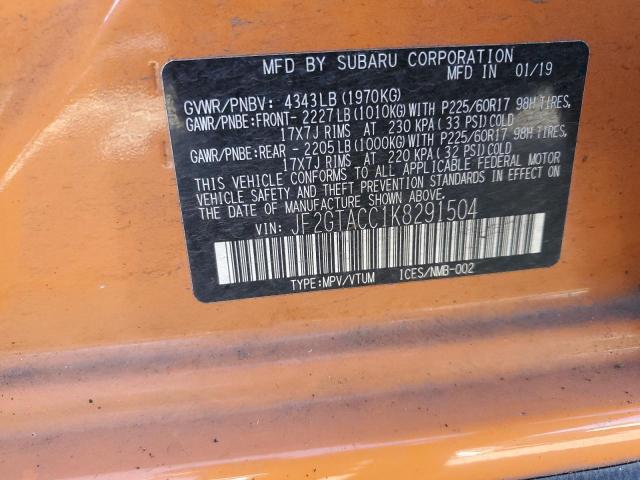 MFD BY SUBARU CORPORATION
MFD IN 01/19
GVWR/PNBV: 4343LB(1970KG)
GAWR/PNBE:FRONT- 2227LB(1010KG)WITH P225/60R17 98H TIRES,
17X7J RIMS AT 230 KPA(33 PSI)COLD
GAWR/PNBE:REAR - 2205LB(1000KG)WITH P225/60R17 98H TIRES,
17X7J RIMS AT 220 KPA(32 PSI)COLD
THIS VEHICLE CONFORMS TO ALL APPLICABLE FEDERAL MOTOR
VEHICLE SAFETY AND THEFT PREVENTION STANDARDS IN EFFECT ON THE
DATE OF MANUFACTURE SHOWN ABOVE.
VIN: JF2GTACC1K8291504
TYPE:MPV/VTUM 1CES/NMB-002